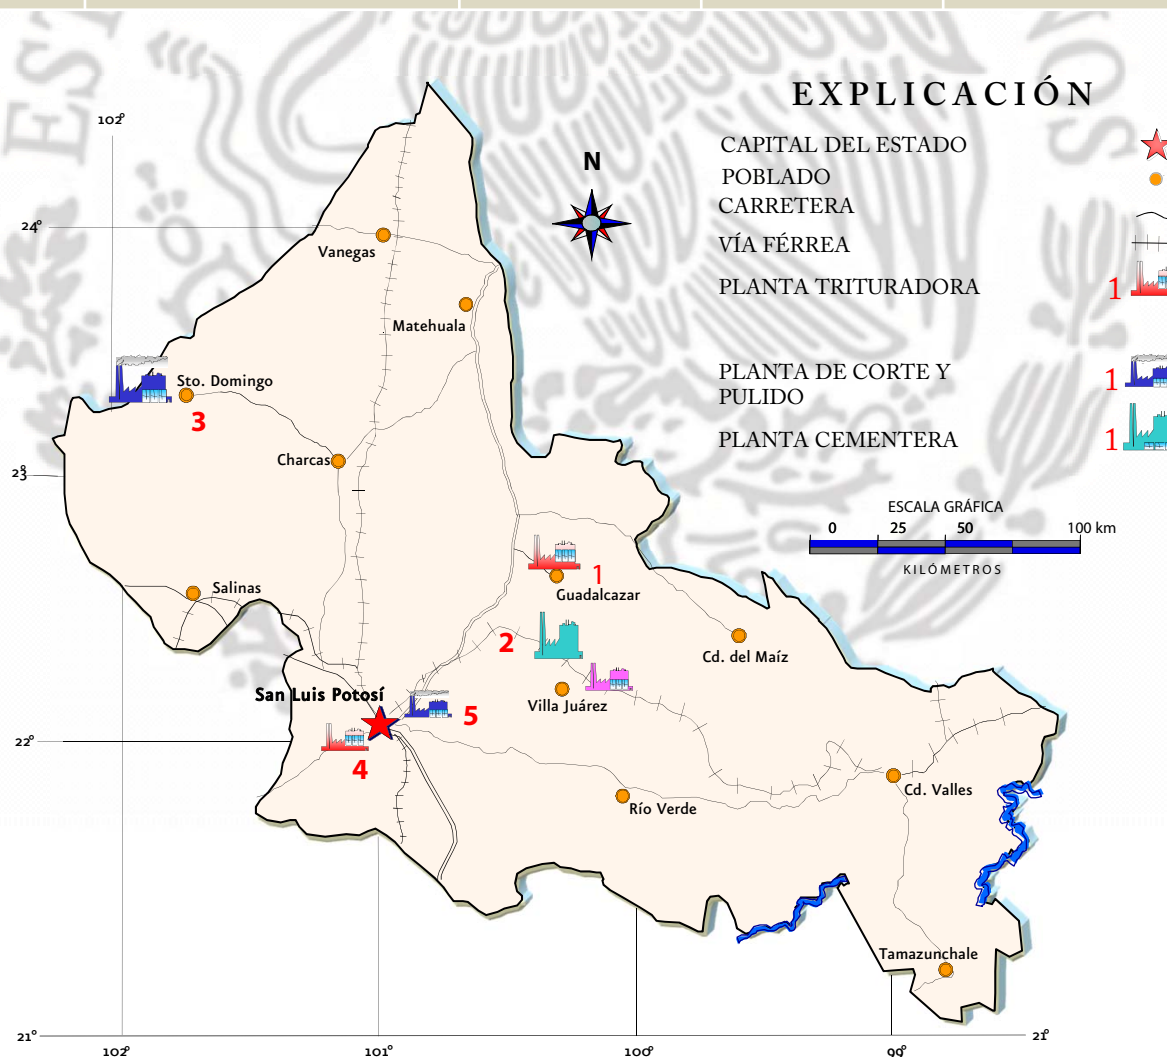 EXPLICACIÓN
CAPITAL DEL ESTADO
POBLADO
CARRETERA
VÍA FÉRREA
PLANTA TRITURADORA 1
PLANTA DE CORTE Y
PULIDO
1
PLANTA CEMENTERA 1
N
ESCALA GRÁFICA
0 25 50 100 km
KILÓMETROS
102°
24°
Vanegas
Matehuala
Sto. Domingo
3
Charcas
23
Salinas
1
Guadalcazar
2
Cd. del Maíz
San Luis Potosí
Villa Juárez
5
22°
4
Cd. Valles
Río Verde
Tamazunchale
21°
21°
102°
101°
100°
99°